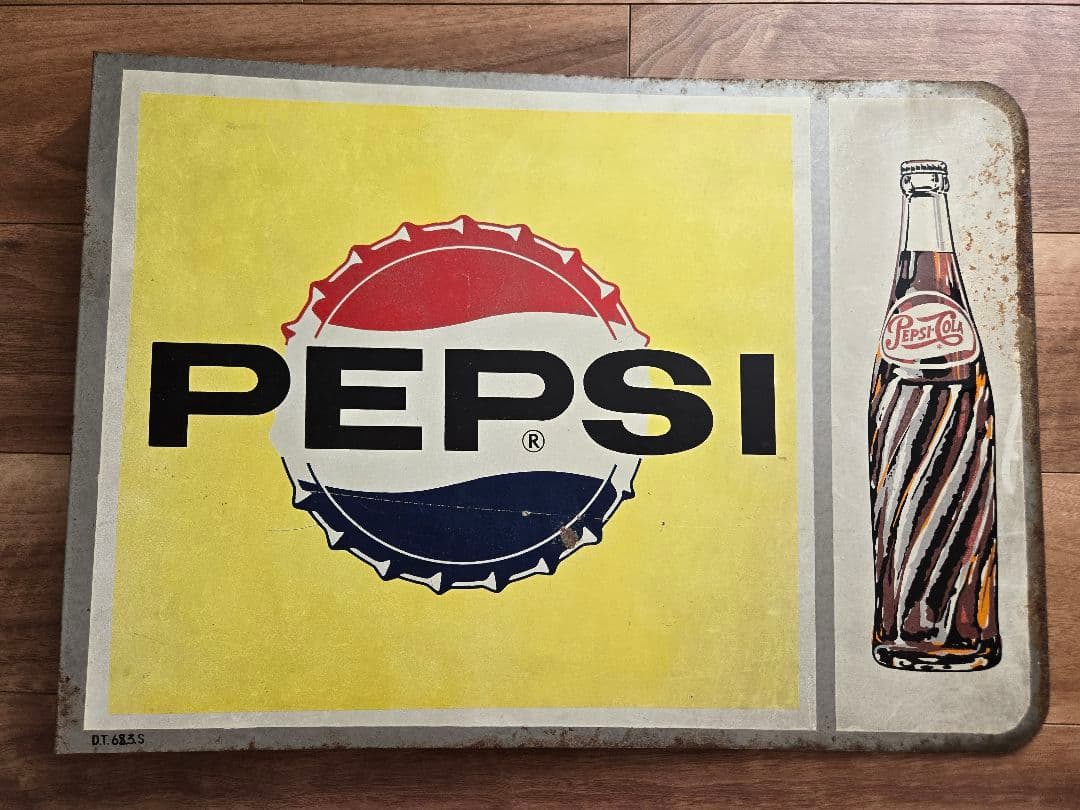 PEPSI
®
PEPSI-COLA
D.T. 683.S